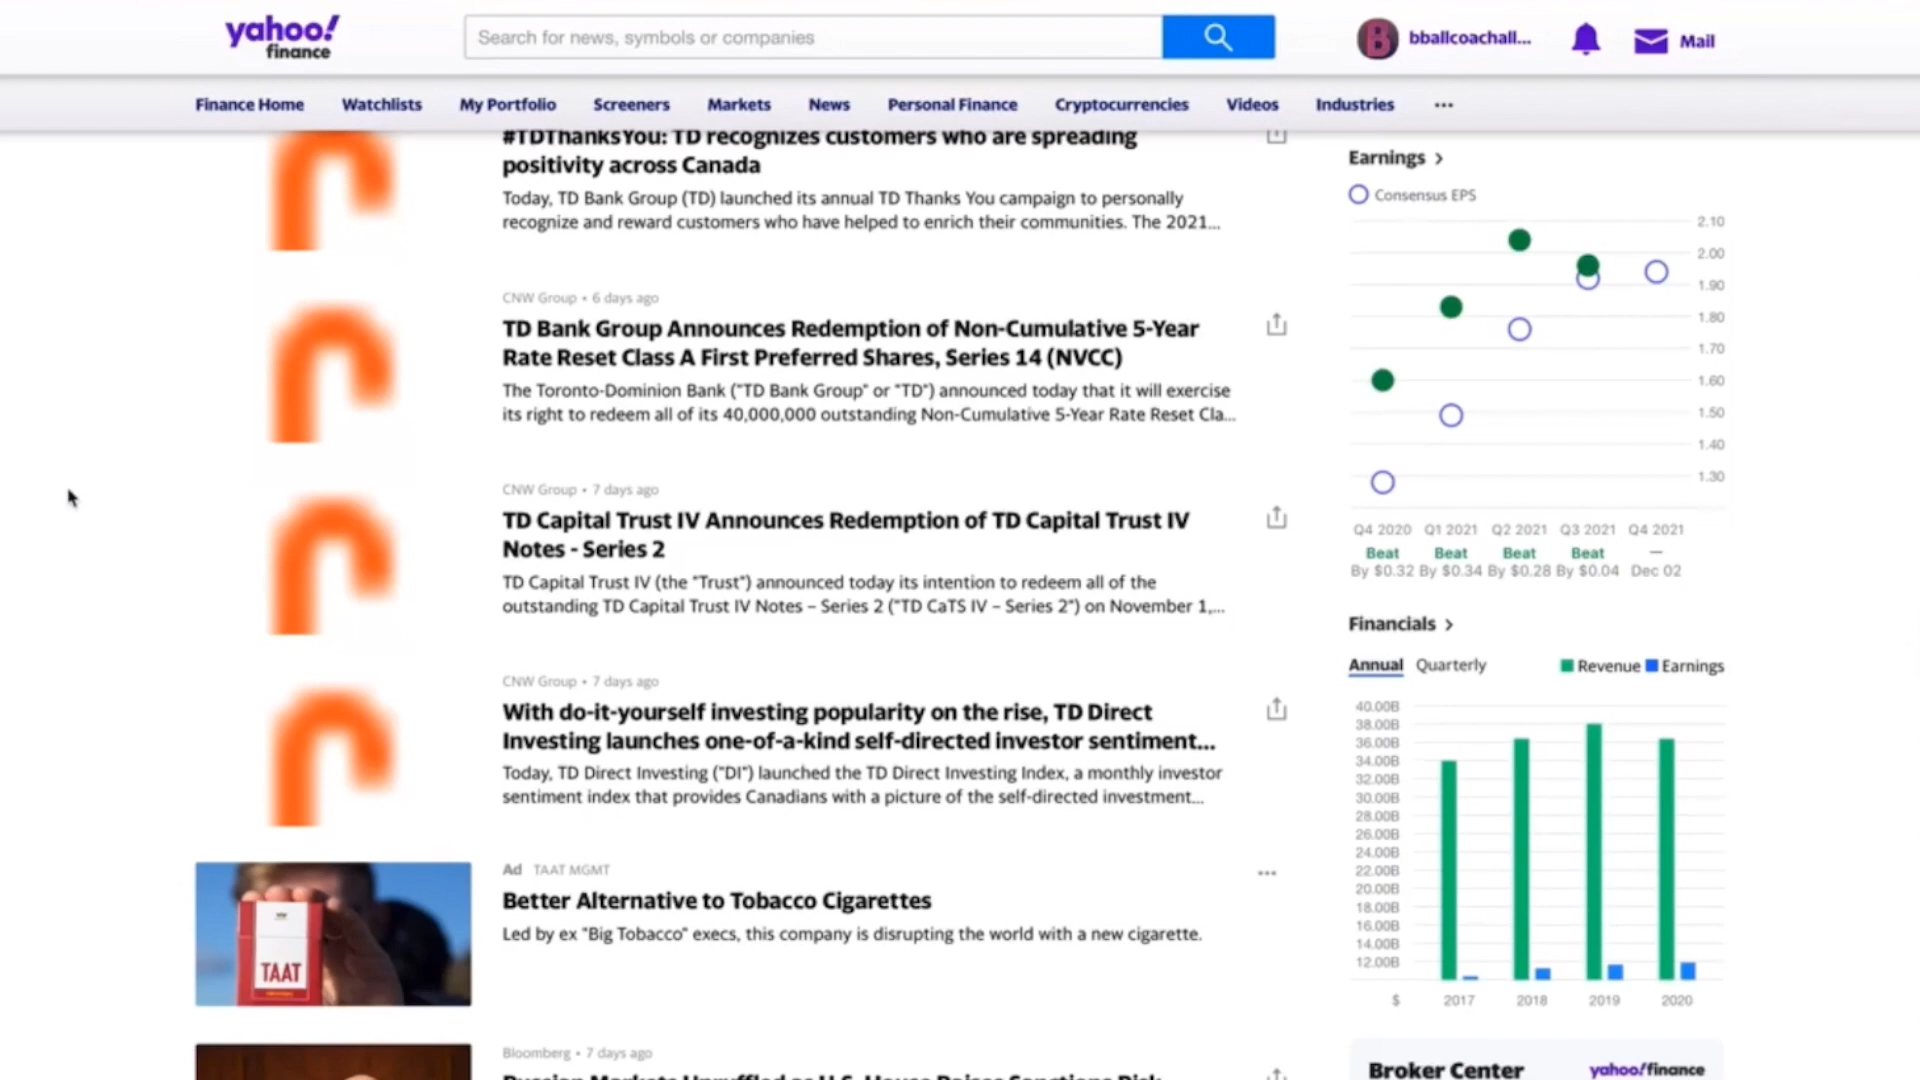 yahoo!
finance
Search for news, symbols or companies
bballcoachall...
Mail
Finance Home
Watchlists
My Portfolio
Screeners
Markets
News
Personal Finance
Cryptocurrencies
Videos
Industries
...
#TDThanksYou: TD recognizes customers who are spreading
positivity across Canada
Today, TD Bank Group (TD) launched its annual TD Thanks You campaign to personally
recognize and reward customers who have helped to enrich their communities. The 2021...
CNW Group • 6 days ago
TD Bank Group Announces Redemption of Non-Cumulative 5-Year
Rate Reset Class A First Preferred Shares, Series 14 (NVCC)
The Toronto-Dominion Bank ("TD Bank Group" or "TD") announced today that it will exercise
its right to redeem all of its 40,000,000 outstanding Non-Cumulative 5-Year Rate Reset Cla...
CNW Group • 7 days ago
TD Capital Trust IV Announces Redemption of TD Capital Trust IV
Notes - Series 2
TD Capital Trust IV (the "Trust") announced today its intention to redeem all of the
outstanding TD Capital Trust IV Notes – Series 2 ("TD CaTS IV – Series 2") on November 1,...
CNW Group • 7 days ago
With do-it-yourself investing popularity on the rise, TD Direct
Investing launches one-of-a-kind self-directed investor sentiment...
Today, TD Direct Investing ("DI") launched the TD Direct Investing Index, a monthly investor
sentiment index that provides Canadians with a picture of the self-directed investment...
Ad TAAT MGMT
Better Alternative to Tobacco Cigarettes
Led by ex "Big Tobacco" execs, this company is disrupting the world with a new cigarette.
TAAT
Bloomberg • 7 days ago
Russian Markets Unruffled as U.S. House Raises Sanctions Risk
Earnings >
Consensus EPS
2.10
2.00
1.90
1.80
1.70
1.60
1.50
1.40
1.30
Q4 2020 Q1 2021 Q2 2021 Q3 2021 Q4 2021
Beat Beat Beat Beat —
By $0.32 By $0.34 By $0.28 By $0.04 Dec 02
Financials >
Annual Quarterly Revenue Earnings
40.00B
38.00B
36.00B
34.00B
32.00B
30.00B
28.00B
26.00B
24.00B
22.00B
20.00B
18.00B
16.00B
14.00B
12.00B
$ 2017 2018 2019 2020
Broker Center yahoo!finance